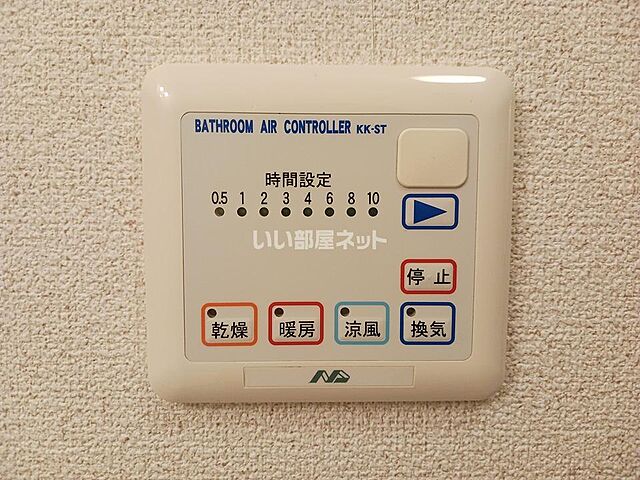 BATHROOM AIR CONTROLLER KK-ST
時間設定
0.5 1 2 3 4 6 8 10
いい部屋ネット
停止
乾燥 暖房 涼風 換気